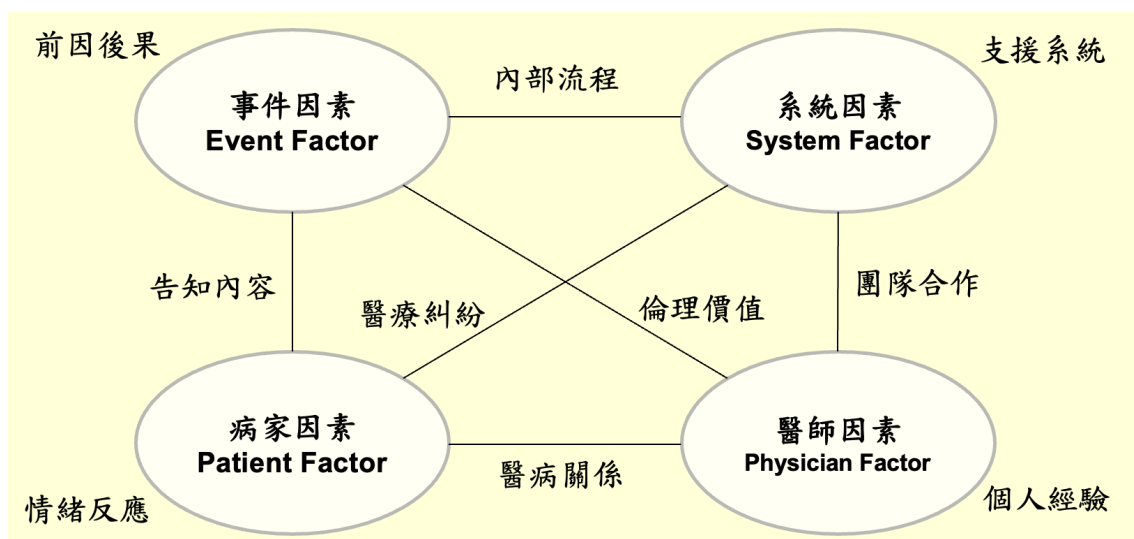 前因後果
支援系統
內部流程
事件因素
Event Factor
系統因素
System Factor
告知內容
醫療糾紛
倫理價值
團隊合作
病家因素
Patient Factor
醫師因素
Physician Factor
醫病關係
情緒反應
個人經驗